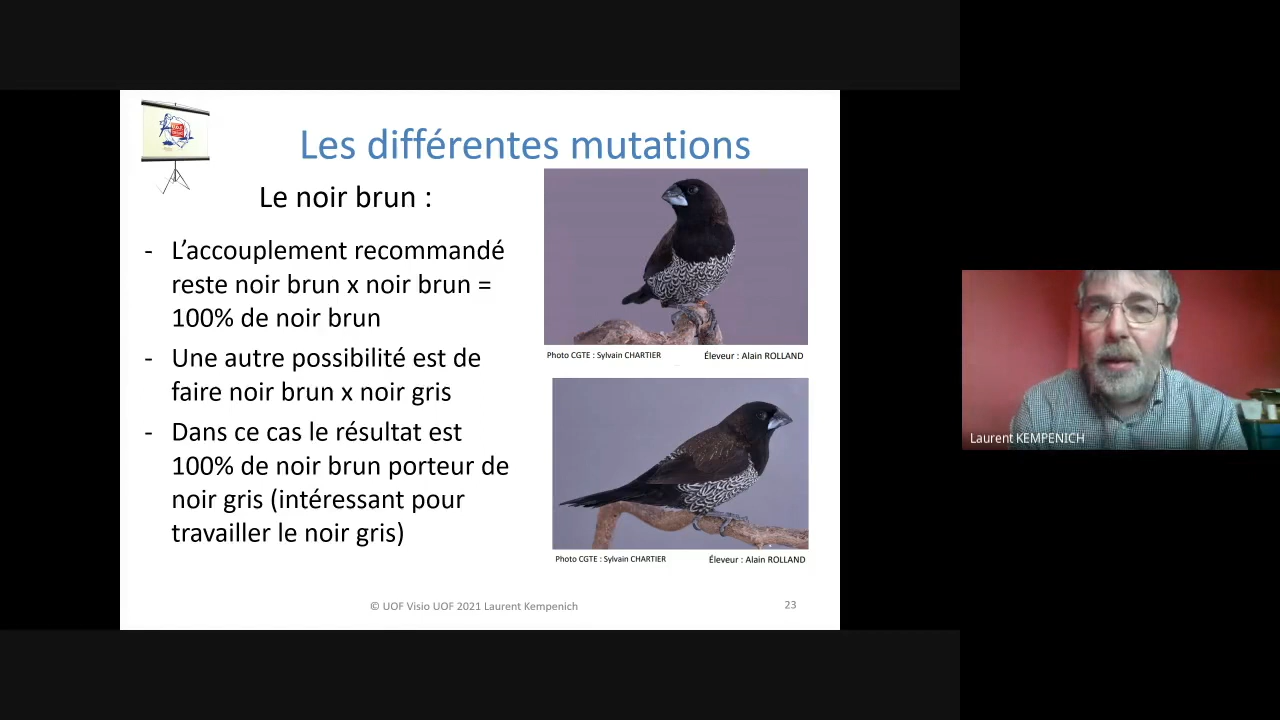 Les différentes mutations
Le noir brun :
- L’accouplement recommandé
reste noir brun x noir brun =
100% de noir brun
- Une autre possibilité est de
faire noir brun x noir gris
- Dans ce cas le résultat est
100% de noir brun porteur de
noir gris (intéressant pour
travailler le noir gris)
Photo CGTE : Sylvain CHARTIER Éleveur : Alain ROLLAND
Photo CGTE : Sylvain CHARTIER Éleveur : Alain ROLLAND
© UOF Visio UOF 2021 Laurent Kempenich 23
Laurent KEMPENICH